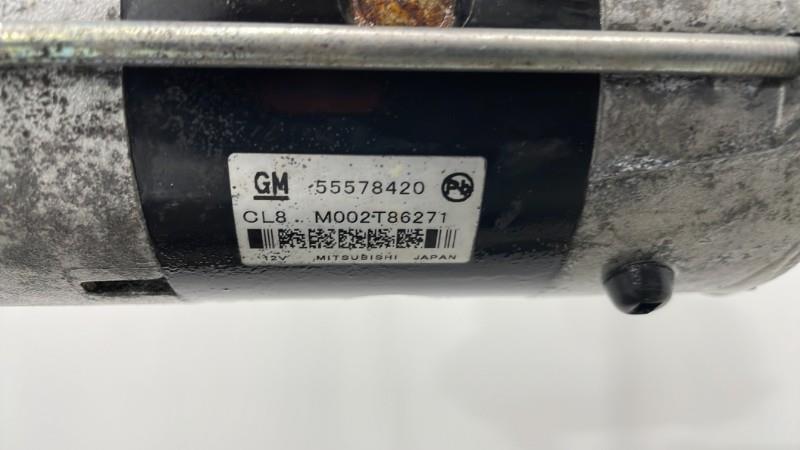 GM 55578420 Pb
CL8 M002T86271
12V MITSUBISHI JAPAN